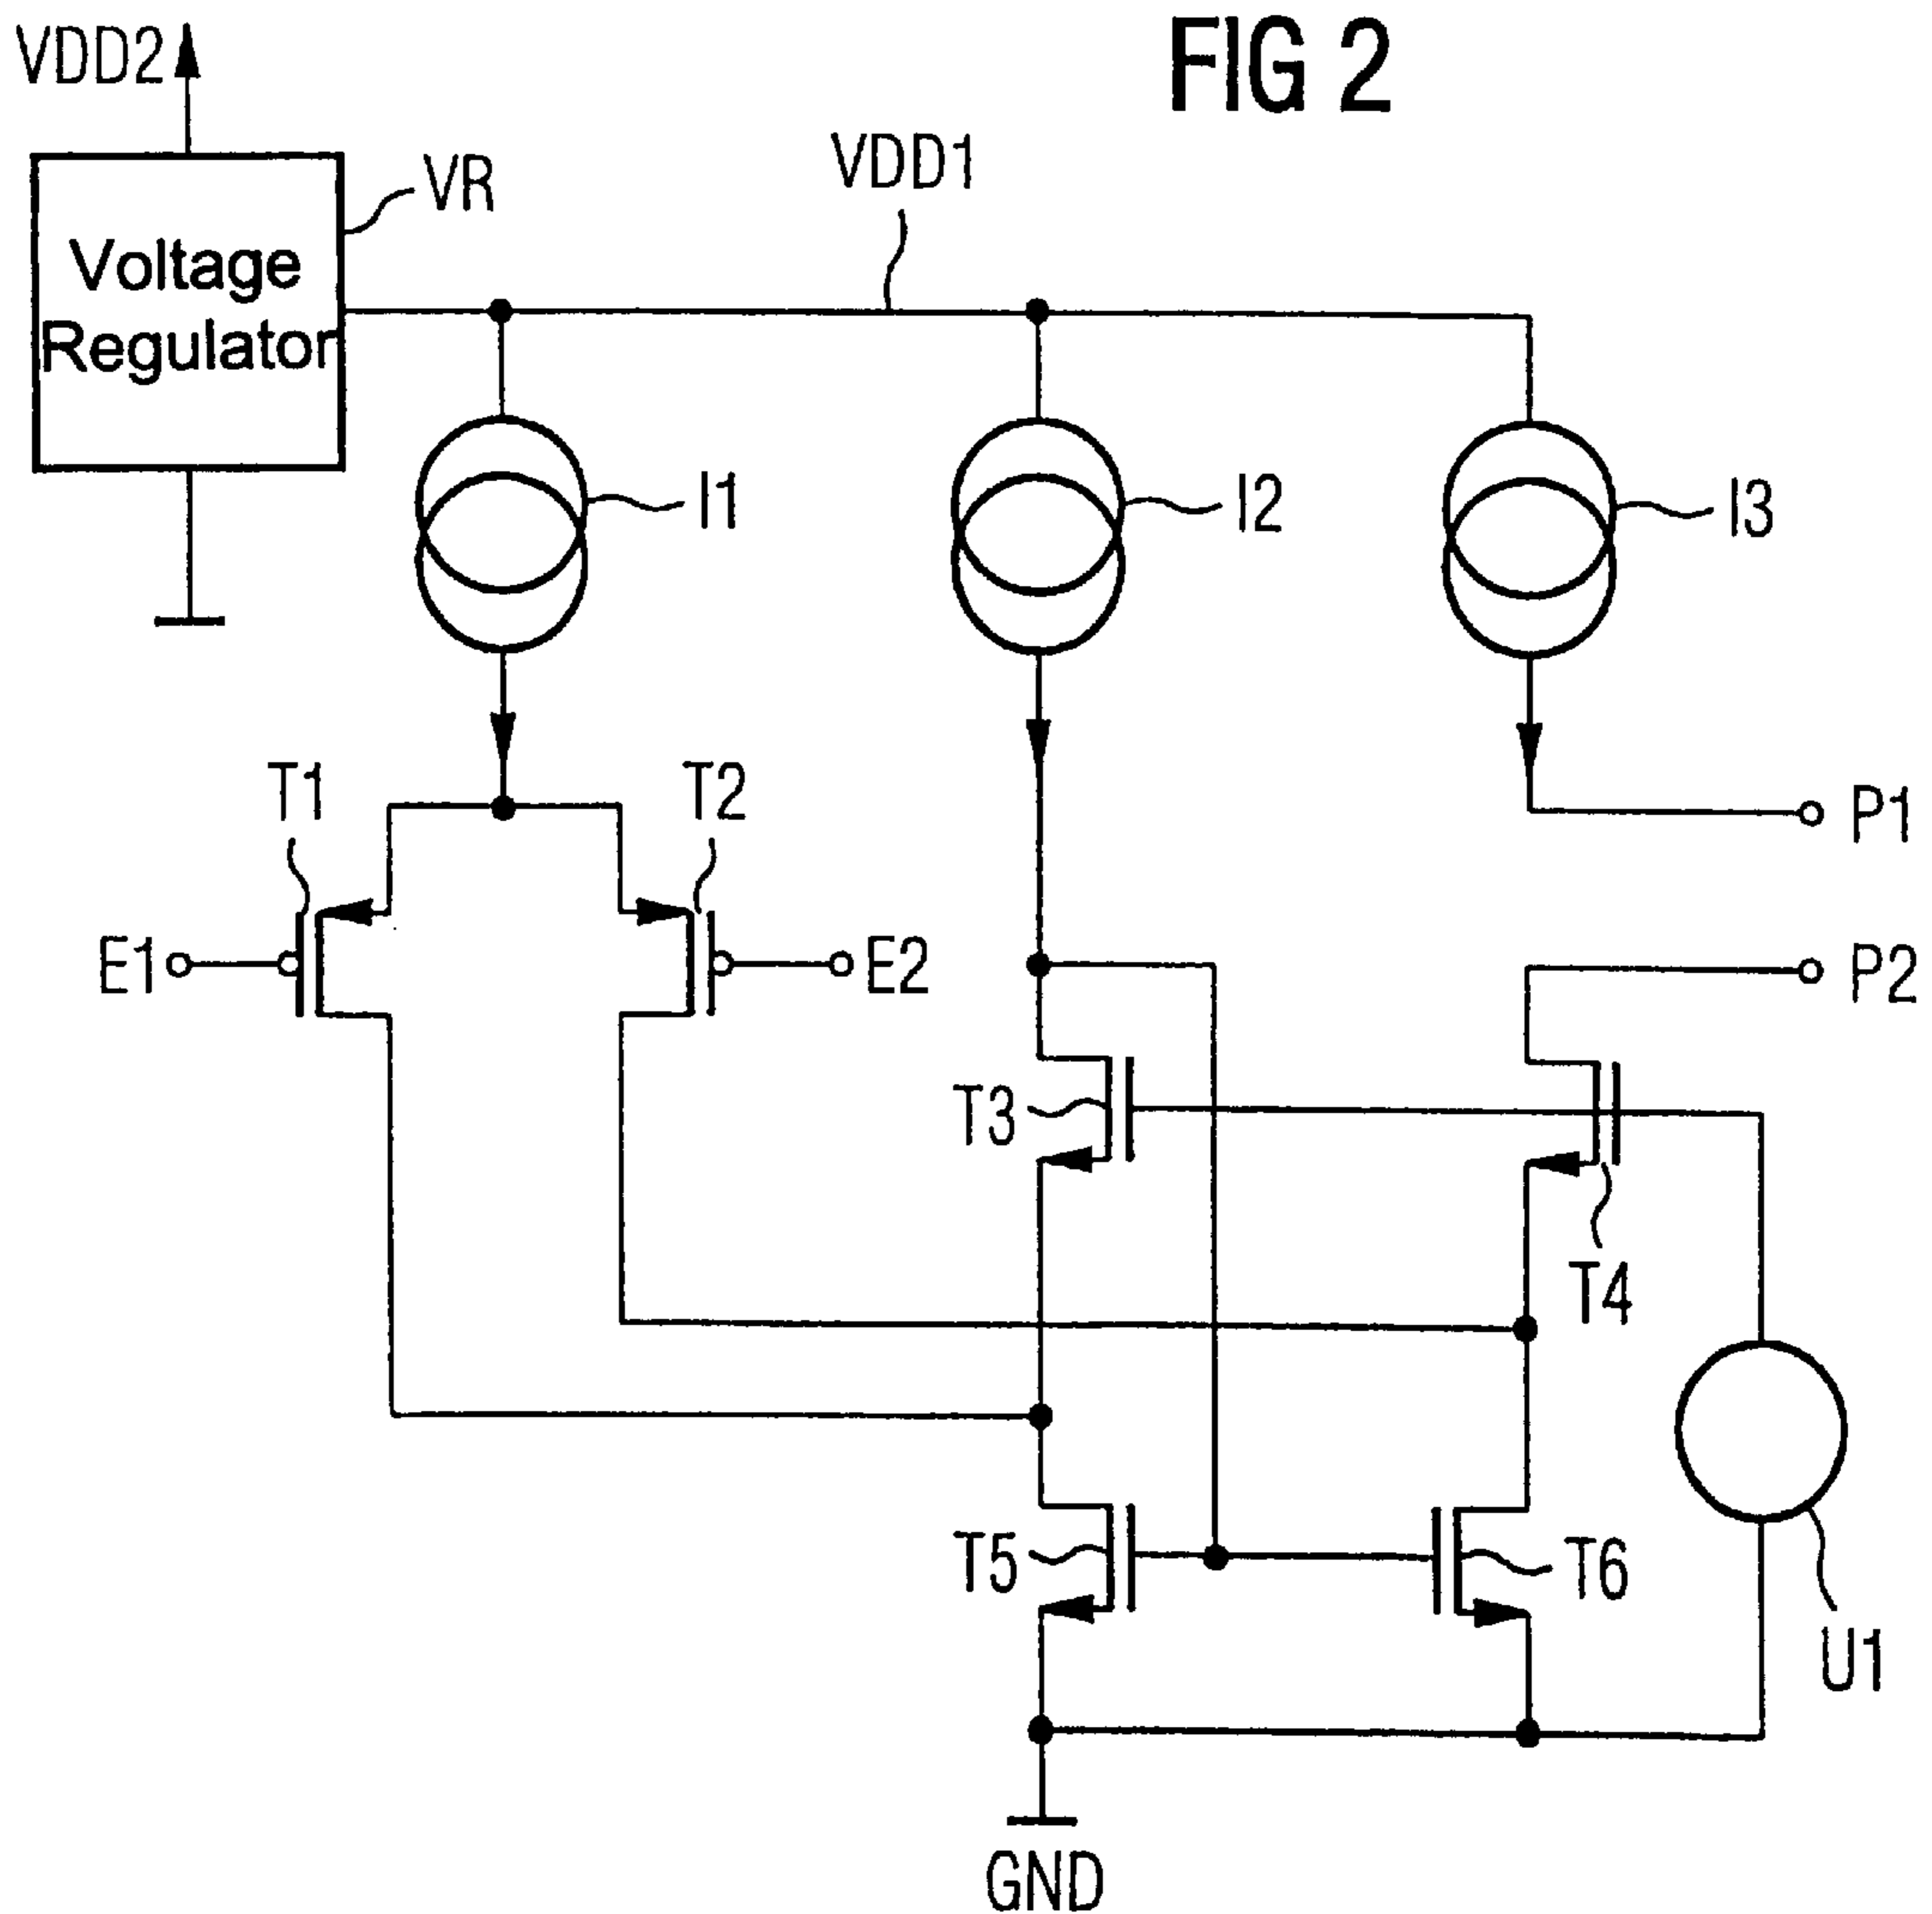 FIG 2
VDD2
VR
VDD1
Voltage
Regulator
I1
I2
I3
T1
T2
P1
E1
E2
P2
T3
T4
T5
T6
U1
GND